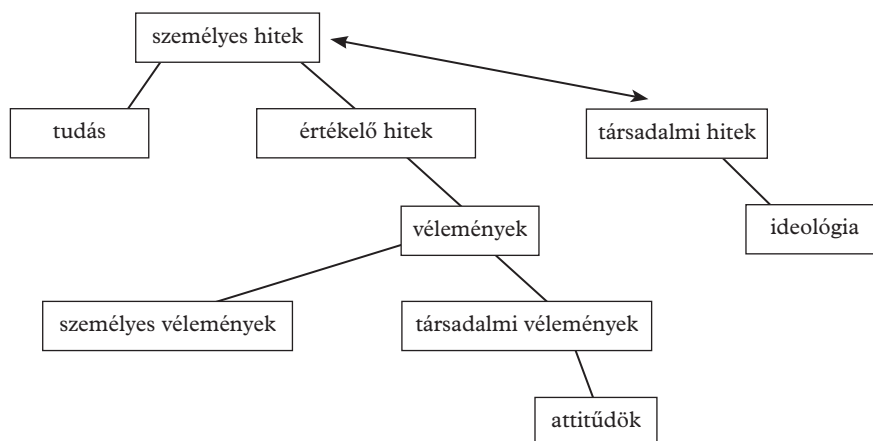 személyes hitek
tudás
értékelő hitek
társadalmi hitek
vélemények
ideológia
személyes vélemények
társadalmi vélemények
attitűdök